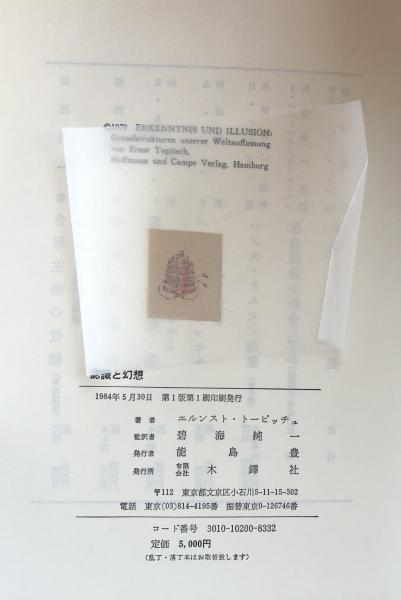 ©1979 ERKENNTNIS UND ILLUSION:
Grundstrukturen unserer Weltauffassung
von Ernst Topitsch,
Hoffmann und Campe Verlag, Hamburg
認識と幻想
1984年5月30日 第1版第1刷印刷発行
著者 エルンスト・トーピッチュ
監訳者 碧海純一
発行者 能島豊
発行所 有限会社 木鐸社
〒112 東京都文京区小石川5-11-15-302
電話 東京(03)814-4195番 振替東京0-126746番
コード番号 3010-10200-8332
定価 5,000円
(乱丁・落丁本はお取替致します)